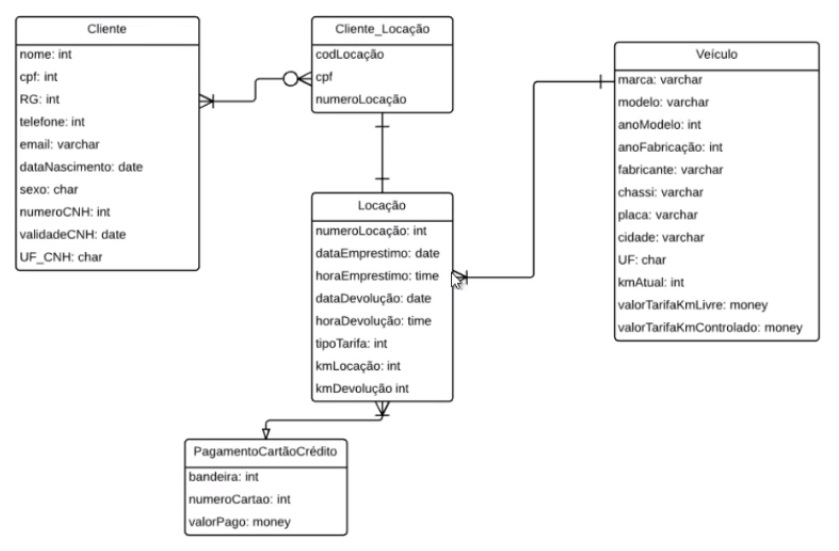 Cliente
nome: int
cpf: int
RG: int
telefone: int
email: varchar
dataNascimento: date
sexo: char
numeroCNH: int
validadeCNH: date
UF_CNH: char
Cliente_Locação
codLocação
cpf
numeroLocação
Veículo
marca: varchar
modelo: varchar
anoModelo: int
anoFabricação: int
fabricante: varchar
chassi: varchar
placa: varchar
cidade: varchar
UF: char
kmAtual: int
valorTarifaKmLivre: money
valorTarifaKmControlado: money
Locação
numeroLocação: int
dataEmprestimo: date
horaEmprestimo: time
dataDevolução: date
horaDevolução: time
tipoTarifa: int
kmLocação: int
kmDevolução int
PagamentoCartãoCrédito
bandeira: int
numeroCartao: int
valorPago: money